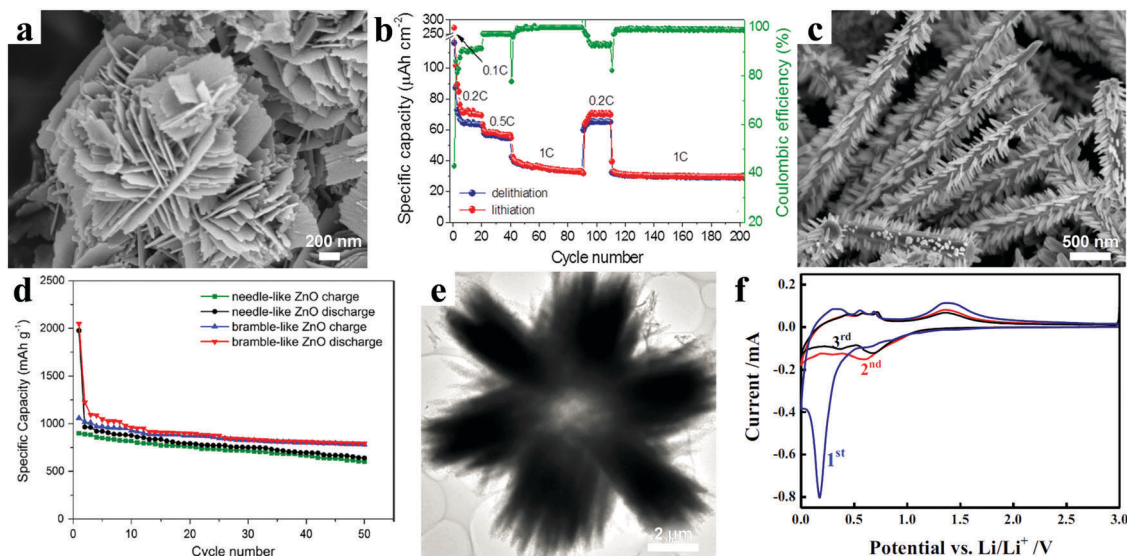 a
200 nm
b
Specific capacity (μAh cm⁻²)
300
250
100
80
60
40
20
0
0.1C
0.2C
0.5C
1C
0.2C
1C
delithiation
lithiation
0 20 40 60 80 100 120 140 160 180 200
Cycle number
100
80
60
40
20
Coulombic efficiency (%)
c
500 nm
d
Specific Capacity (mAh g⁻¹)
2500
2000
1500
1000
500
0
needle-like ZnO charge
needle-like ZnO discharge
bramble-like ZnO charge
bramble-like ZnO discharge
0 10 20 30 40 50
Cycle number
e
2 μm
f
Current /mA
0.2
0.0
-0.2
-0.4
-0.6
-0.8
3rd
2nd
1st
0.0 0.5 1.0 1.5 2.0 2.5 3.0
Potential vs. Li/Li⁺ /V